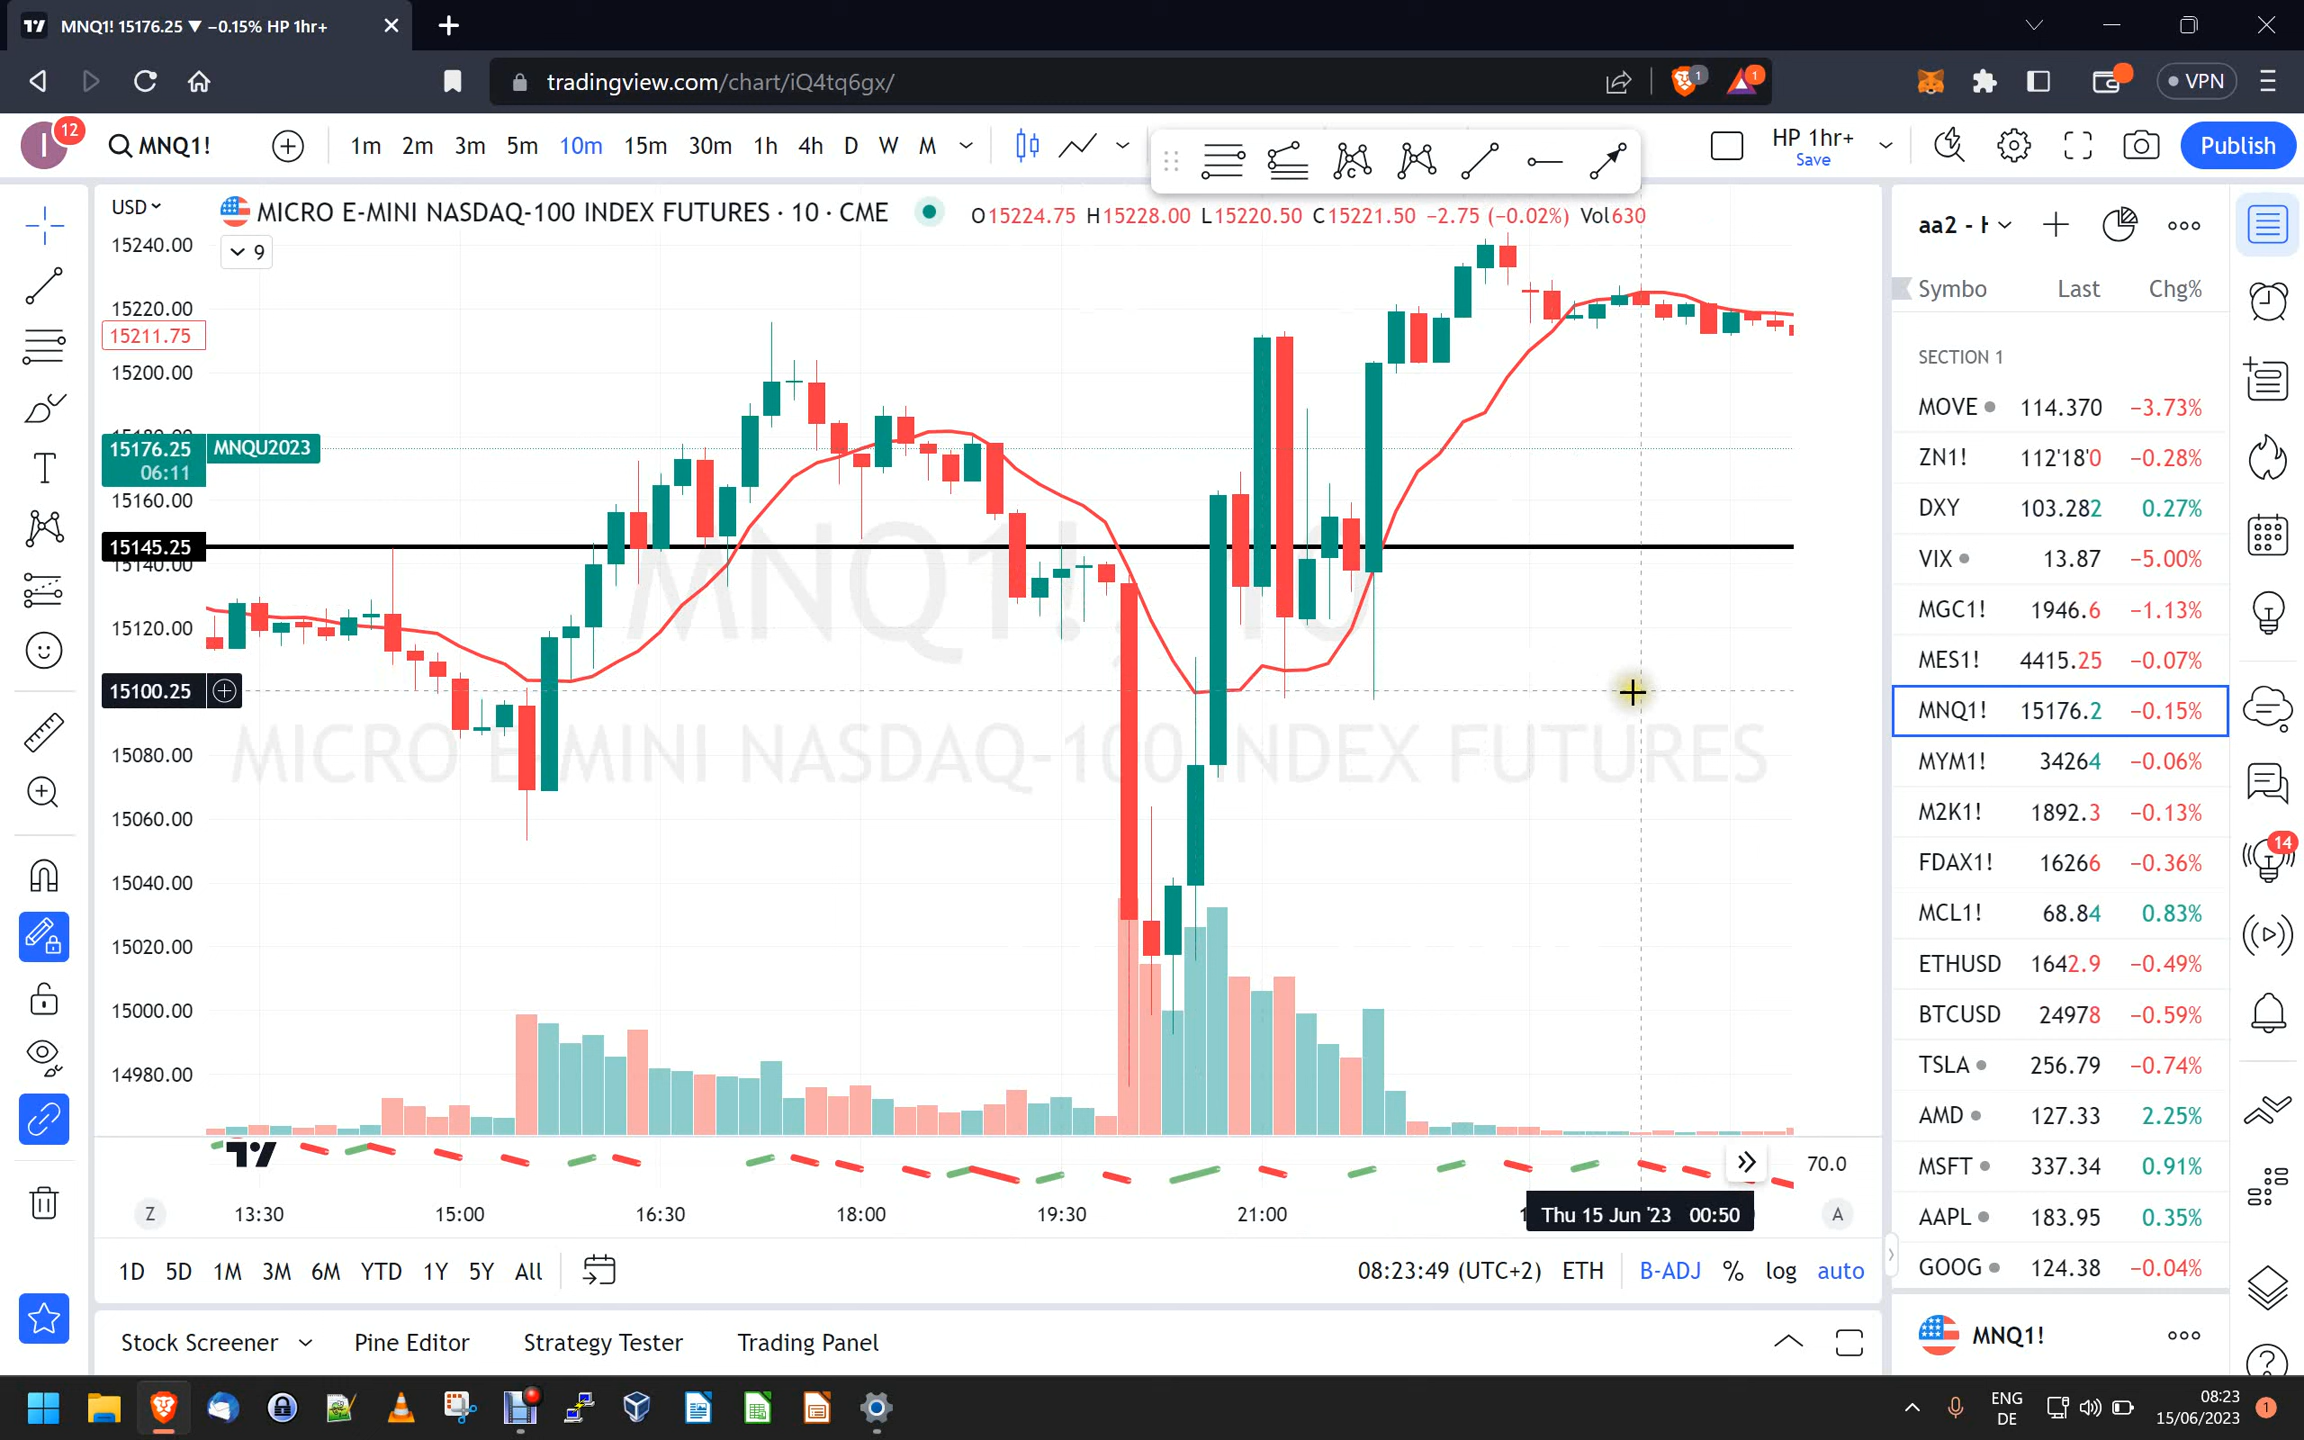 MNQ1! 15176.25 ▼ −0.15% HP 1hr+
tradingview.com/chart/iQ4tq6gx/
1
1
VPN
I
12
MNQ1!
1m 2m 3m 5m 10m 15m 30m 1h 4h D W M
HP 1hr+
Save
Publish
USD
MICRO E-MINI NASDAQ-100 INDEX FUTURES · 10 · CME
O15224.75 H15228.00 L15220.50 C15221.50 −2.75 (−0.02%) Vol630
9
15240.00
15220.00
15211.75
15200.00
15176.25
06:11
MNQU2023
15160.00
15145.25
15140.00
15120.00
15100.25
15080.00
15060.00
15040.00
15020.00
15000.00
14980.00
MNQ1!, 10
MICRO E-MINI NASDAQ-100 INDEX FUTURES
70.0
Z
13:30
15:00
16:30
18:00
19:30
21:00
Thu 15 Jun '23 00:50
A
1D 5D 1M 3M 6M YTD 1Y 5Y All
08:23:49 (UTC+2) ETH B-ADJ % log auto
Stock Screener
Pine Editor
Strategy Tester
Trading Panel
aa2 - H
Symbo Last Chg%
SECTION 1
MOVE 114.370 −3.73%
ZN1! 112'18'0 −0.28%
DXY 103.282 0.27%
VIX 13.87 −5.00%
MGC1! 1946.6 −1.13%
MES1! 4415.25 −0.07%
MNQ1! 15176.2 −0.15%
MYM1! 34264 −0.06%
M2K1! 1892.3 −0.13%
FDAX1! 16266 −0.36%
MCL1! 68.84 0.83%
ETHUSD 1642.9 −0.49%
BTCUSD 24978 −0.59%
TSLA 256.79 −0.74%
AMD 127.33 2.25%
MSFT 337.34 0.91%
AAPL 183.95 0.35%
GOOG 124.38 −0.04%
MNQ1!
14
ENG
DE
08:23
15/06/2023
1